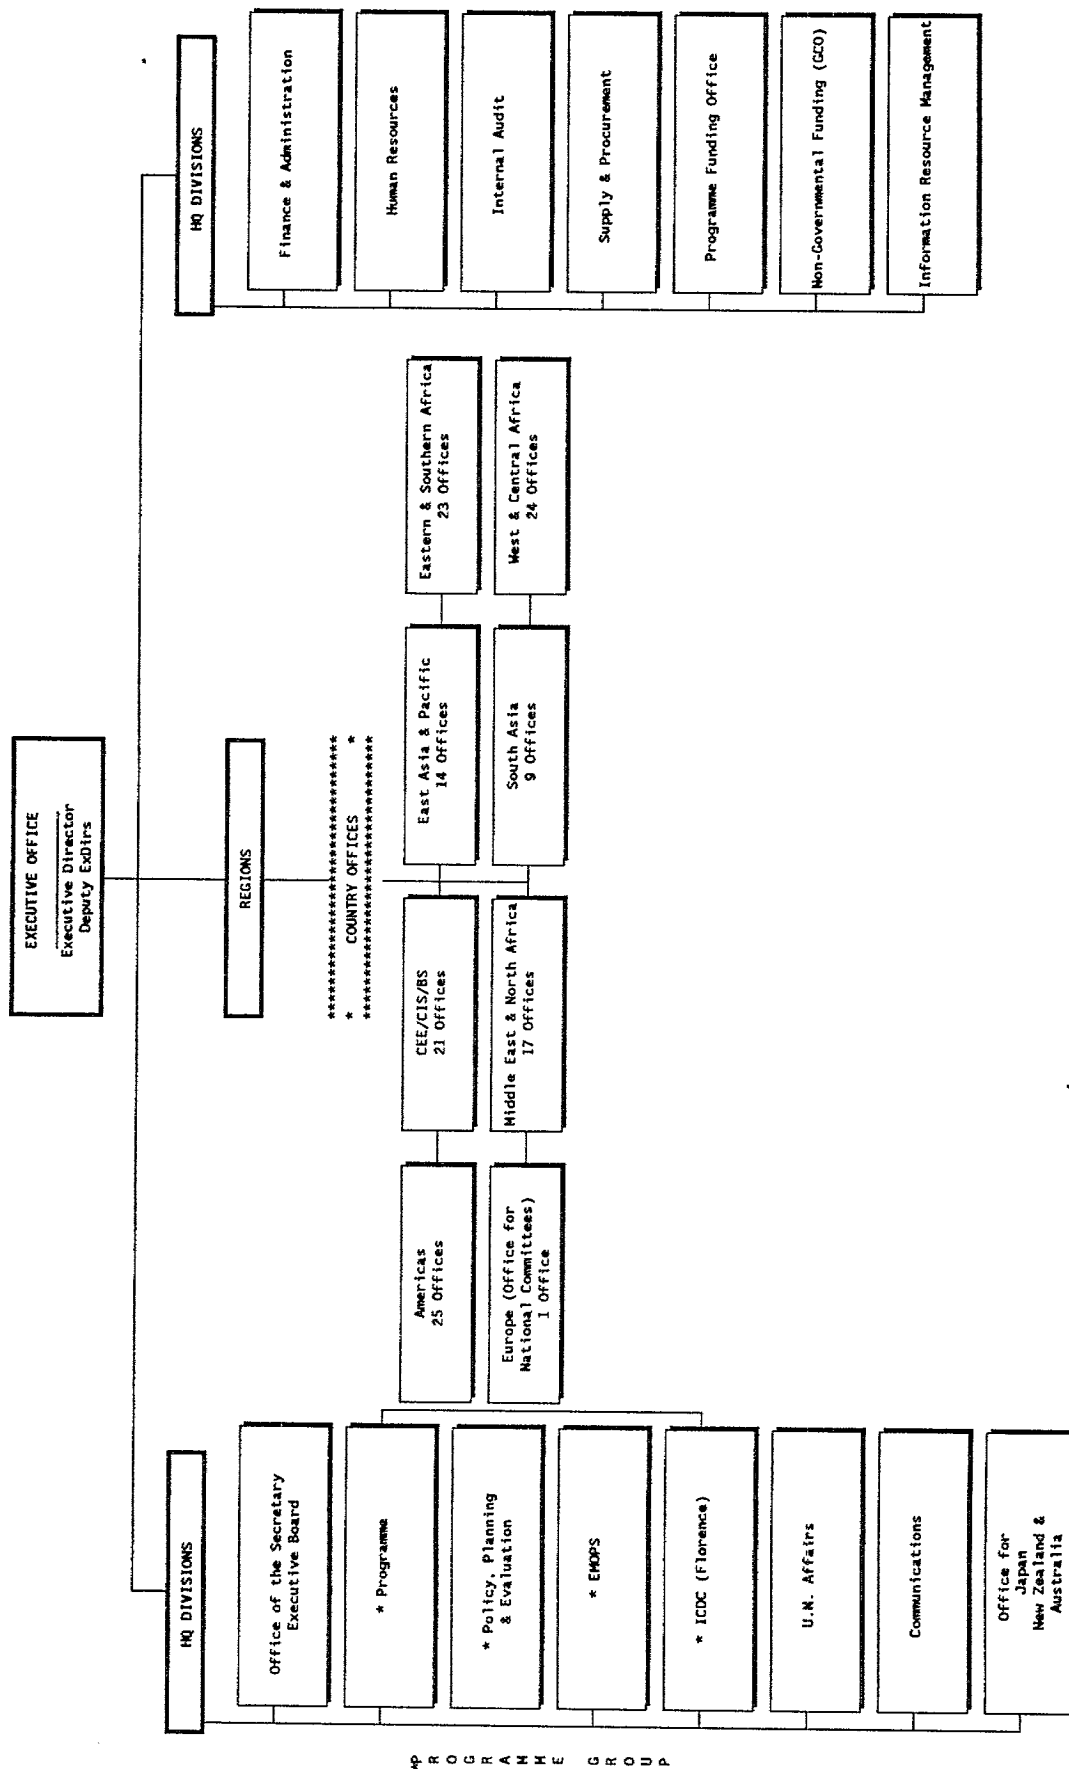 EXECUTIVE OFFICE
Executive Director
Deputy ExDirs
HQ DIVISIONS
Office of the Secretary
Executive Board
* Programme
* Policy, Planning
& Evaluation
* EMOPS
* ICDC (Florence)
U.N. Affairs
Communications
Office for
Japan
New Zealand &
Australia
*P
R
O
G
R
A
M
M
E
G
R
O
U
P
REGIONS
***********************************
* COUNTRY OFFICES *
***********************************
Americas
25 Offices
CEE/CIS/BS
21 Offices
East Asia & Pacific
14 Offices
Eastern & Southern Africa
23 Offices
Europe (Office for
National Committees)
1 Office
Middle East & North Africa
17 Offices
South Asia
9 Offices
West & Central Africa
24 Offices
HQ DIVISIONS
Finance & Administration
Human Resources
Internal Audit
Supply & Procurement
Programme Funding Office
Non-Governmental Funding (GCO)
Information Resource Management